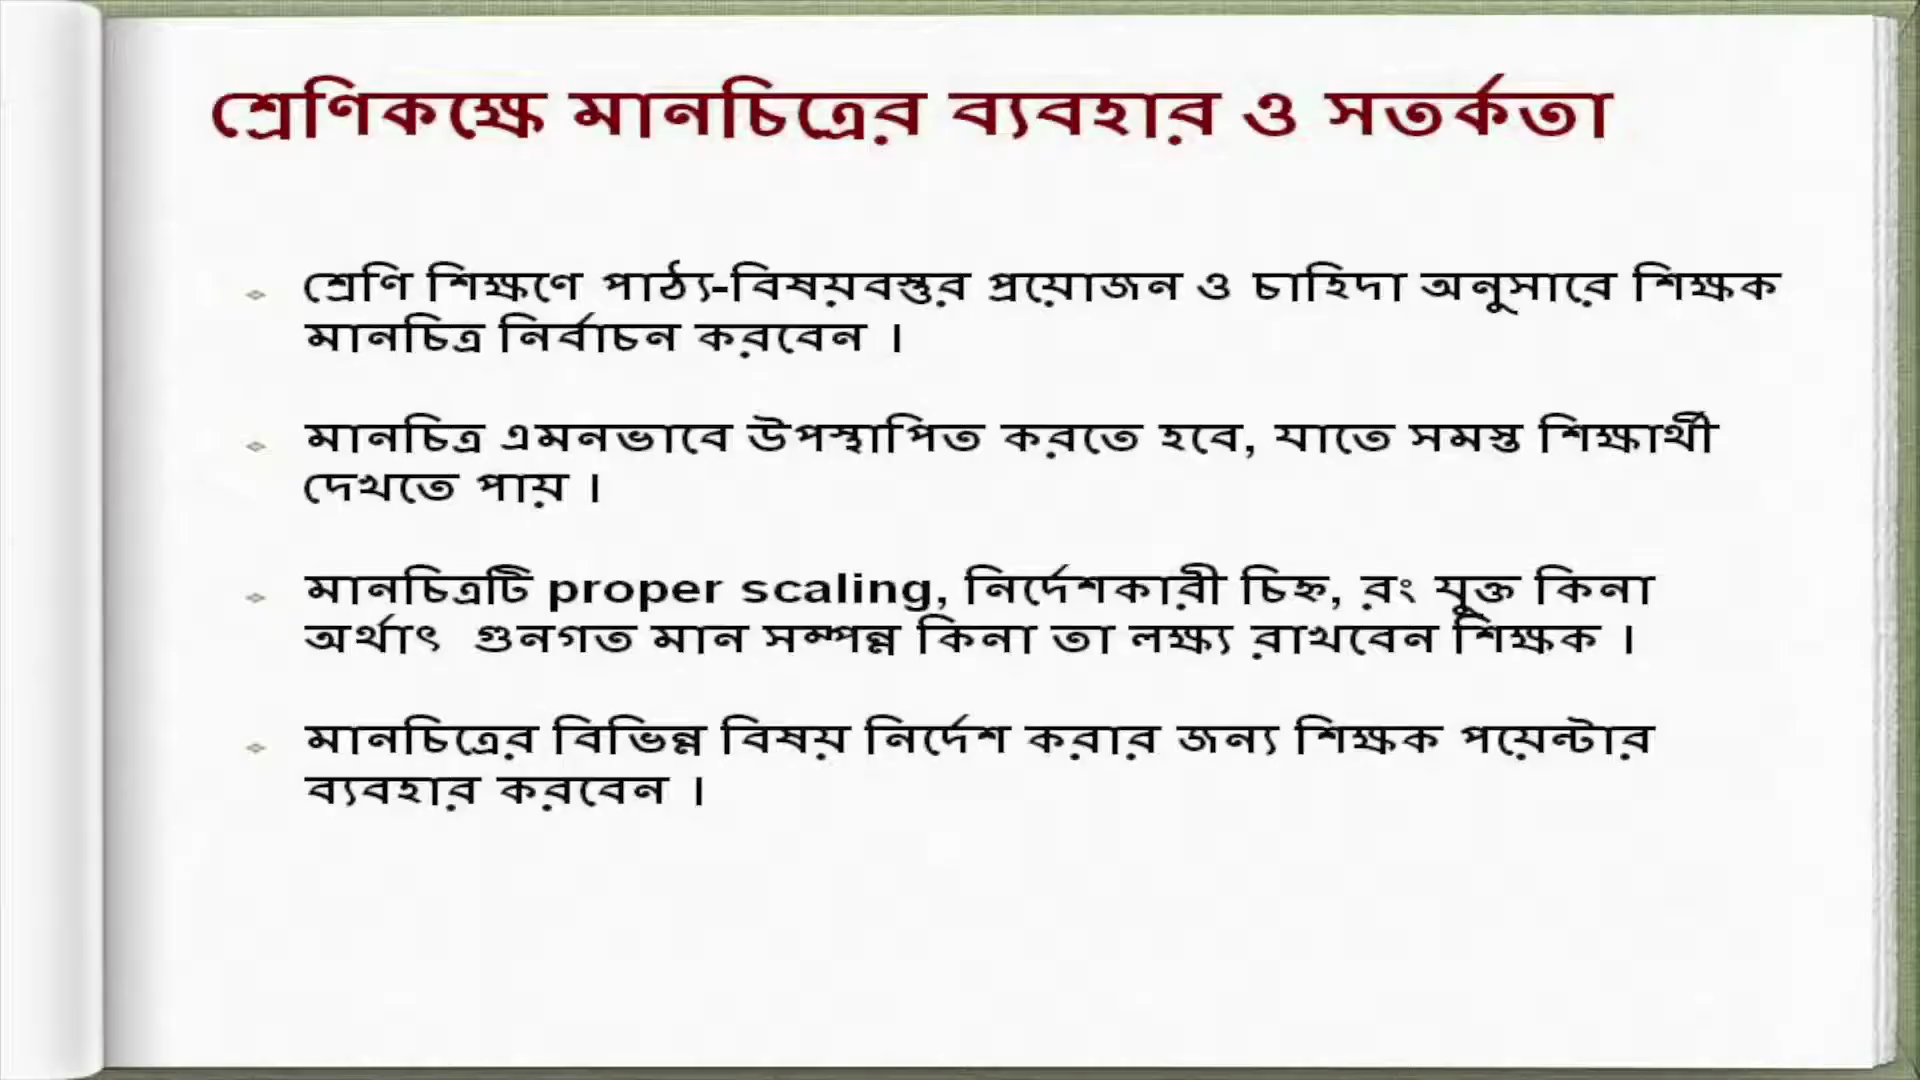 শ্রেণিকক্ষে মানচিত্রের ব্যবহার ও সতর্কতা
শ্রেণি শিক্ষণে পাঠ্য-বিষয়বস্তুর প্রয়োজন ও চাহিদা অনুসারে শিক্ষক
মানচিত্র নির্বাচন করবেন ।
মানচিত্র এমনভাবে উপস্থাপিত করতে হবে, যাতে সমস্ত শিক্ষার্থী
দেখতে পায় ।
মানচিত্রটি proper scaling, নির্দেশকারী চিহ্ন, রং যুক্ত কিনা
অর্থাৎ গুনগত মান সম্পন্ন কিনা তা লক্ষ্য রাখবেন শিক্ষক ।
মানচিত্রের বিভিন্ন বিষয় নির্দেশ করার জন্য শিক্ষক পয়েন্টার
ব্যবহার করবেন ।